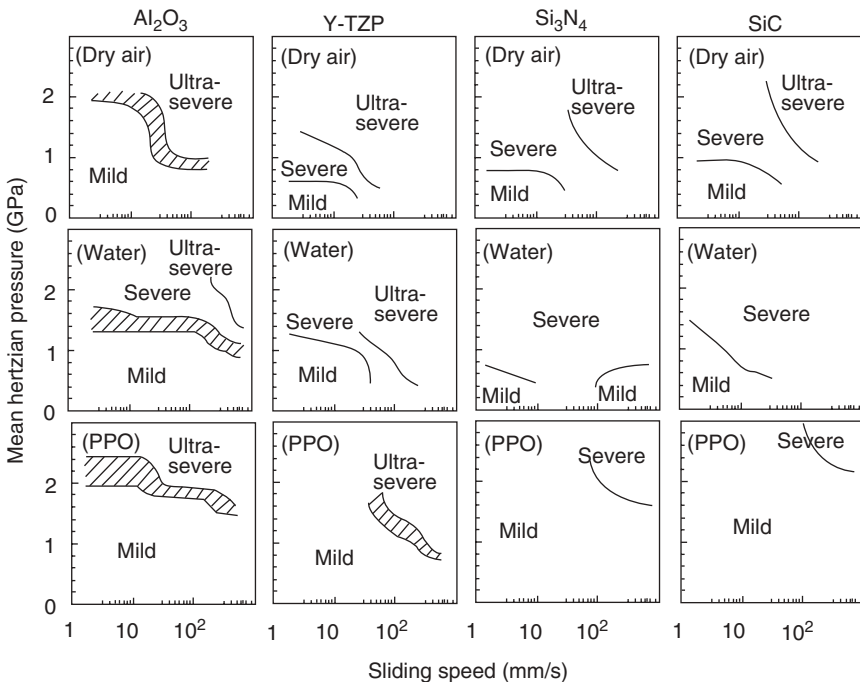 Al₂O₃
Y-TZP
Si₃N₄
SiC
Mean hertzian pressure (GPa)
(Dry air)
Ultra-
severe
Mild
2
1
0
(Dry air)
Ultra-
severe
Severe
Mild
(Dry air)
Ultra-
severe
Severe
Mild
(Dry air)
Ultra-
severe
Severe
Mild
(Water)
Ultra-
severe
Severe
Mild
2
1
0
(Water)
Ultra-
severe
Severe
Mild
(Water)
Severe
Mild
Mild
(Water)
Severe
Mild
(PPO)
Ultra-
severe
Mild
2
1
0
(PPO)
Ultra-
severe
Mild
(PPO)
Severe
Mild
(PPO)
Severe
Mild
1 10 10²
1 10 10²
1 10 10²
1 10 10²
Sliding speed (mm/s)